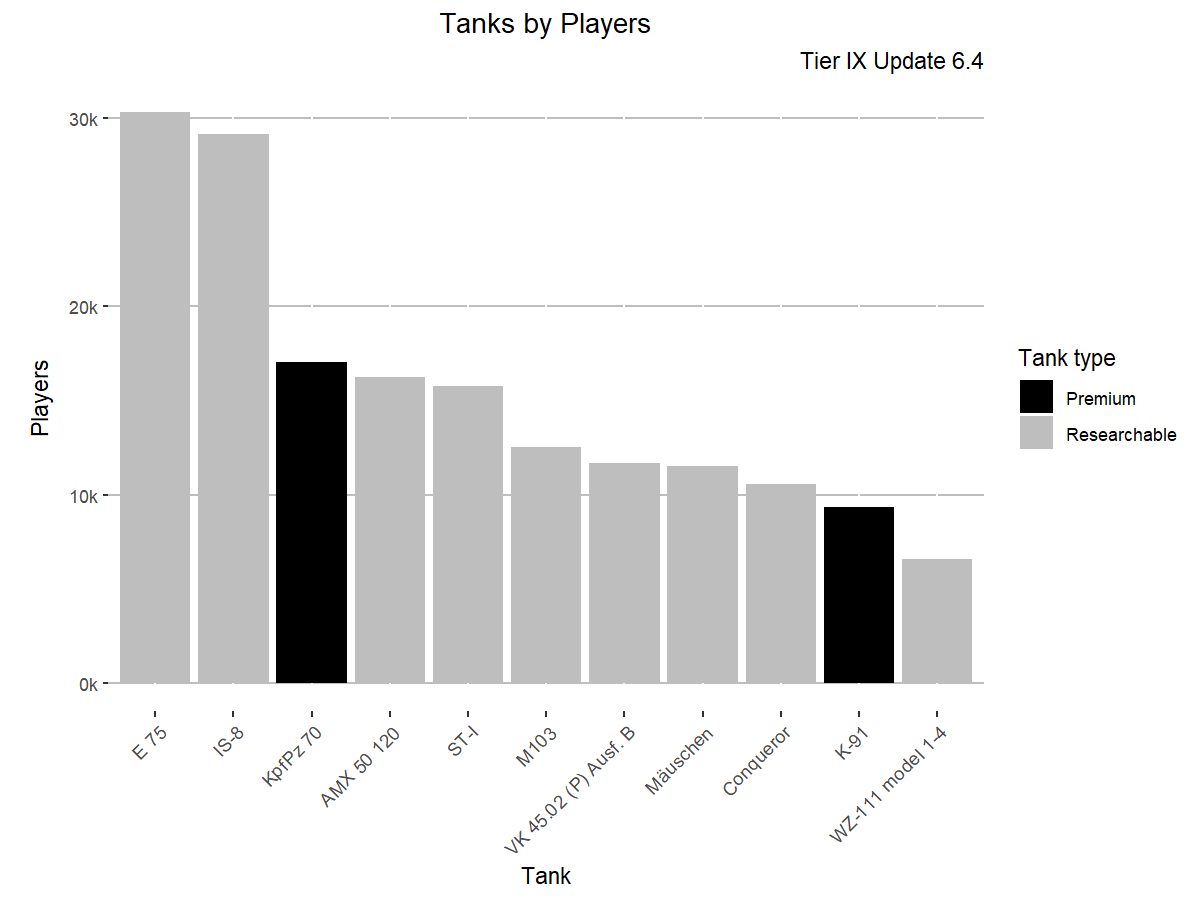 Tanks by Players
Tier IX Update 6.4
30k
20k
10k
0k
Players
E 75
IS-8
KpfPz 70
AMX 50 120
ST-I
M103
VK 45.02 (P) Ausf. B
Mäuschen
Conqueror
K-91
WZ-111 model 1-4
Tank
Tank type
Premium
Researchable